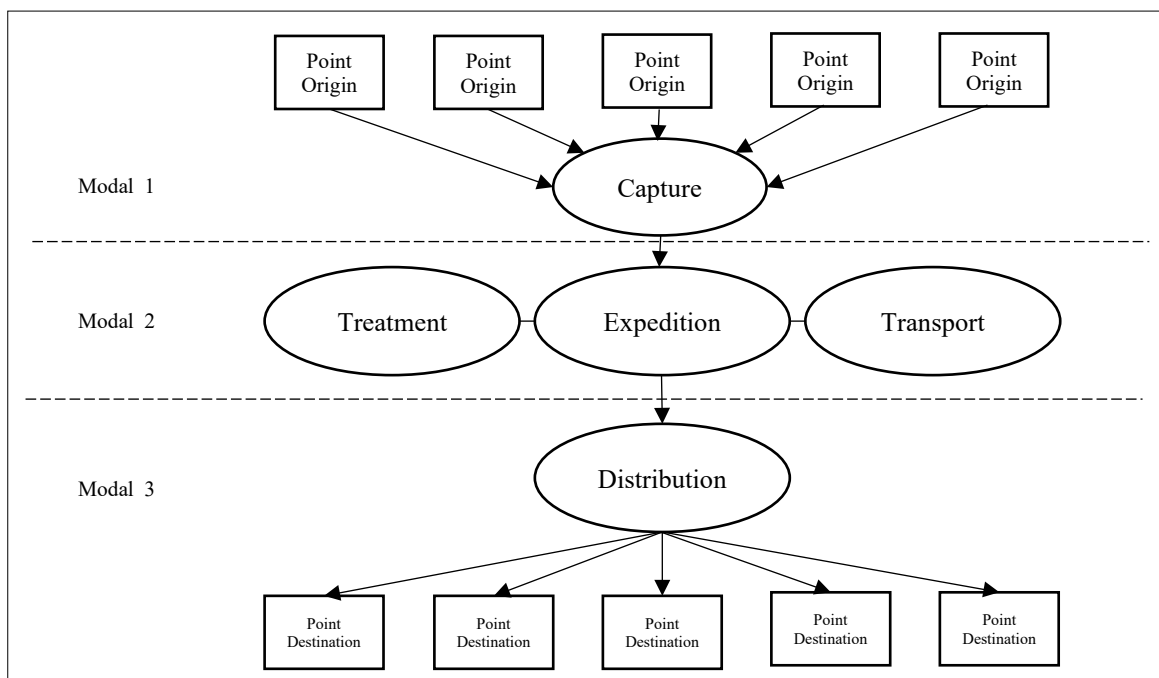 Point
Origin
Point
Origin
Point
Origin
Point
Origin
Point
Origin
Modal 1
Capture
Modal 2
Treatment
Expedition
Transport
Distribution
Modal 3
Point
Destination
Point
Destination
Point
Destination
Point
Destination
Point
Destination